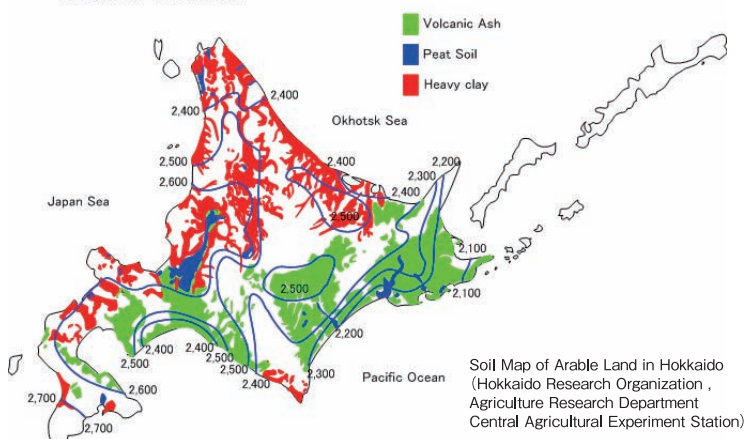 Volcanic Ash
Peat Soil
Heavy clay
2,400
2,400
Okhotsk Sea
2,500
2,600
2,400
2,300
2,200
2,400
Japan Sea
2,500
2,100
2,500
2,100
2,200
2,500
2,400
2,400
2,500
2,500
2,400
2,300
Pacific Ocean
2,600
2,700
2,700
Soil Map of Arable Land in Hokkaido
(Hokkaido Research Organization ,
Agriculture Research Department
Central Agricultural Experiment Station)